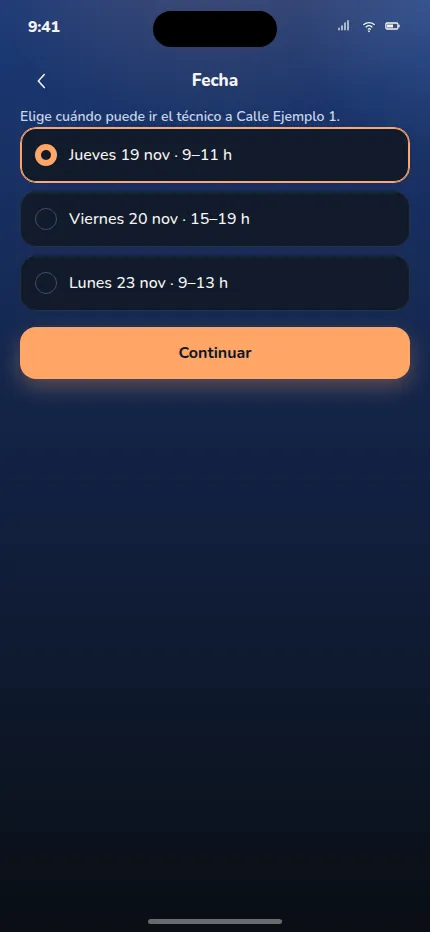 9:41
Fecha
Elige cuándo puede ir el técnico a Calle Ejemplo 1.
Jueves 19 nov · 9–11 h
Viernes 20 nov · 15–19 h
Lunes 23 nov · 9–13 h
Continuar